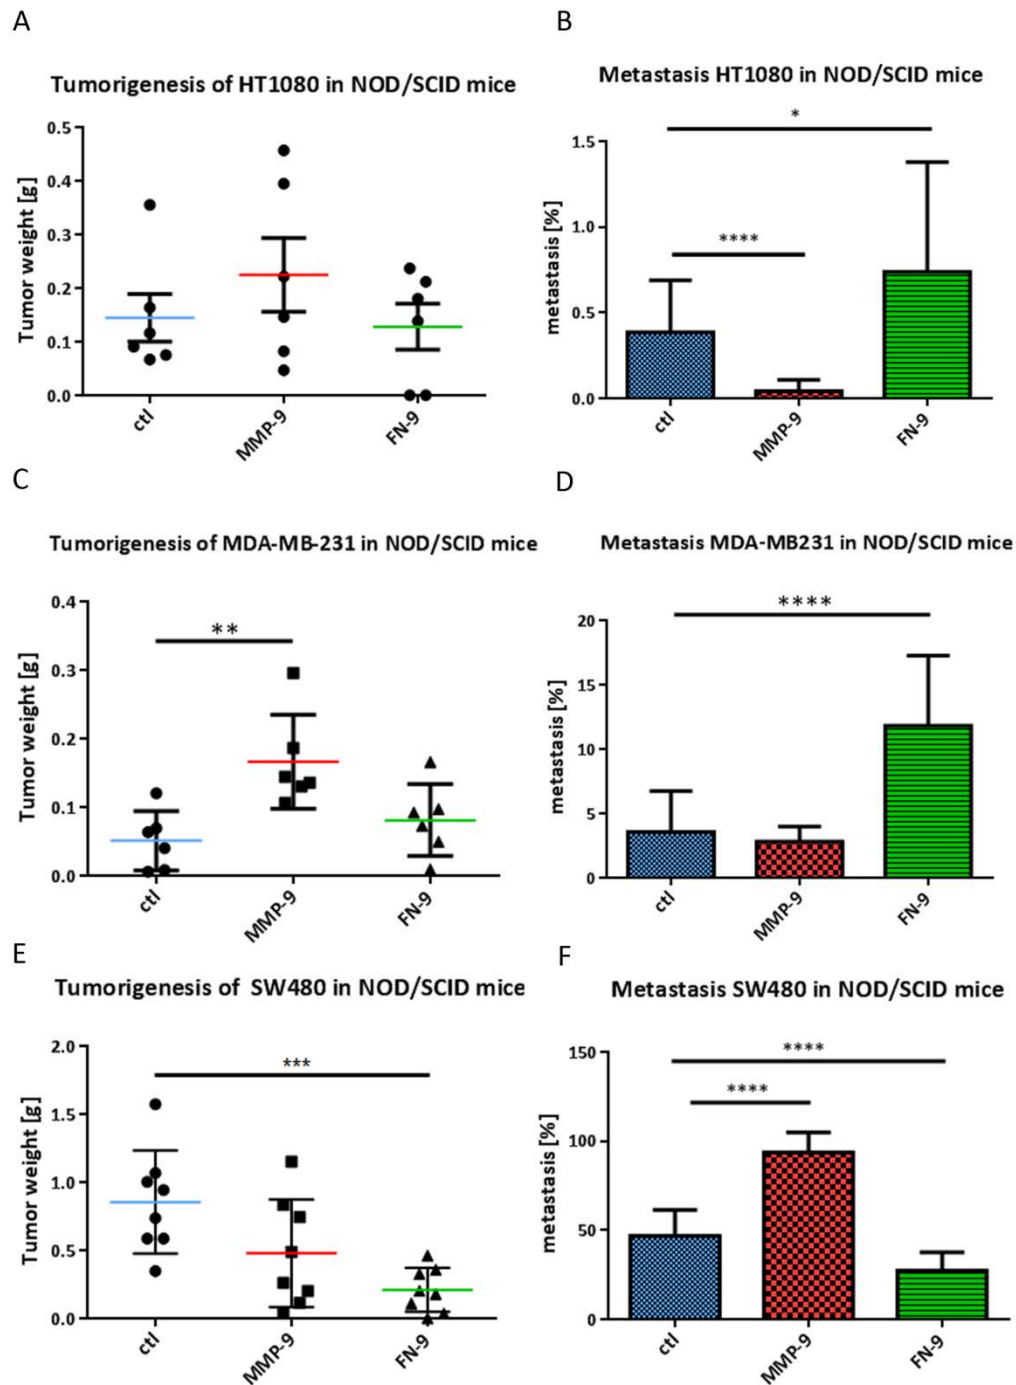 A
B
Tumorigenesis of HT1080 in NOD/SCID mice
Metastasis HT1080 in NOD/SCID mice
Tumor weight [g]
0.5
0.4
0.3
0.2
0.1
0.0
ctl
MMP-9
FN-9
metastasis [%]
*
****
1.5
1.0
0.5
0.0
ctl
MMP-9
FN-9
C
D
Tumorigenesis of MDA-MB-231 in NOD/SCID mice
Metastasis MDA-MB231 in NOD/SCID mice
Tumor weight [g]
**
0.4
0.3
0.2
0.1
0.0
ctl
MMP-9
FN-9
metastasis [%]
****
20
15
10
5
0
ctl
MMP-9
FN-9
E
F
Tumorigenesis of SW480 in NOD/SCID mice
Metastasis SW480 in NOD/SCID mice
Tumor weight [g]
***
2.0
1.5
1.0
0.5
0.0
ctl
MMP-9
FN-9
metastasis [%]
****
****
150
100
50
0
ctl
MMP-9
FN-9